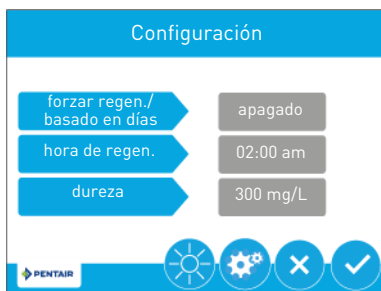 Configuración
forzar regen./
basado en días
apagado
hora de regen.
02:00 am
dureza
300 mg/L
PENTAIR